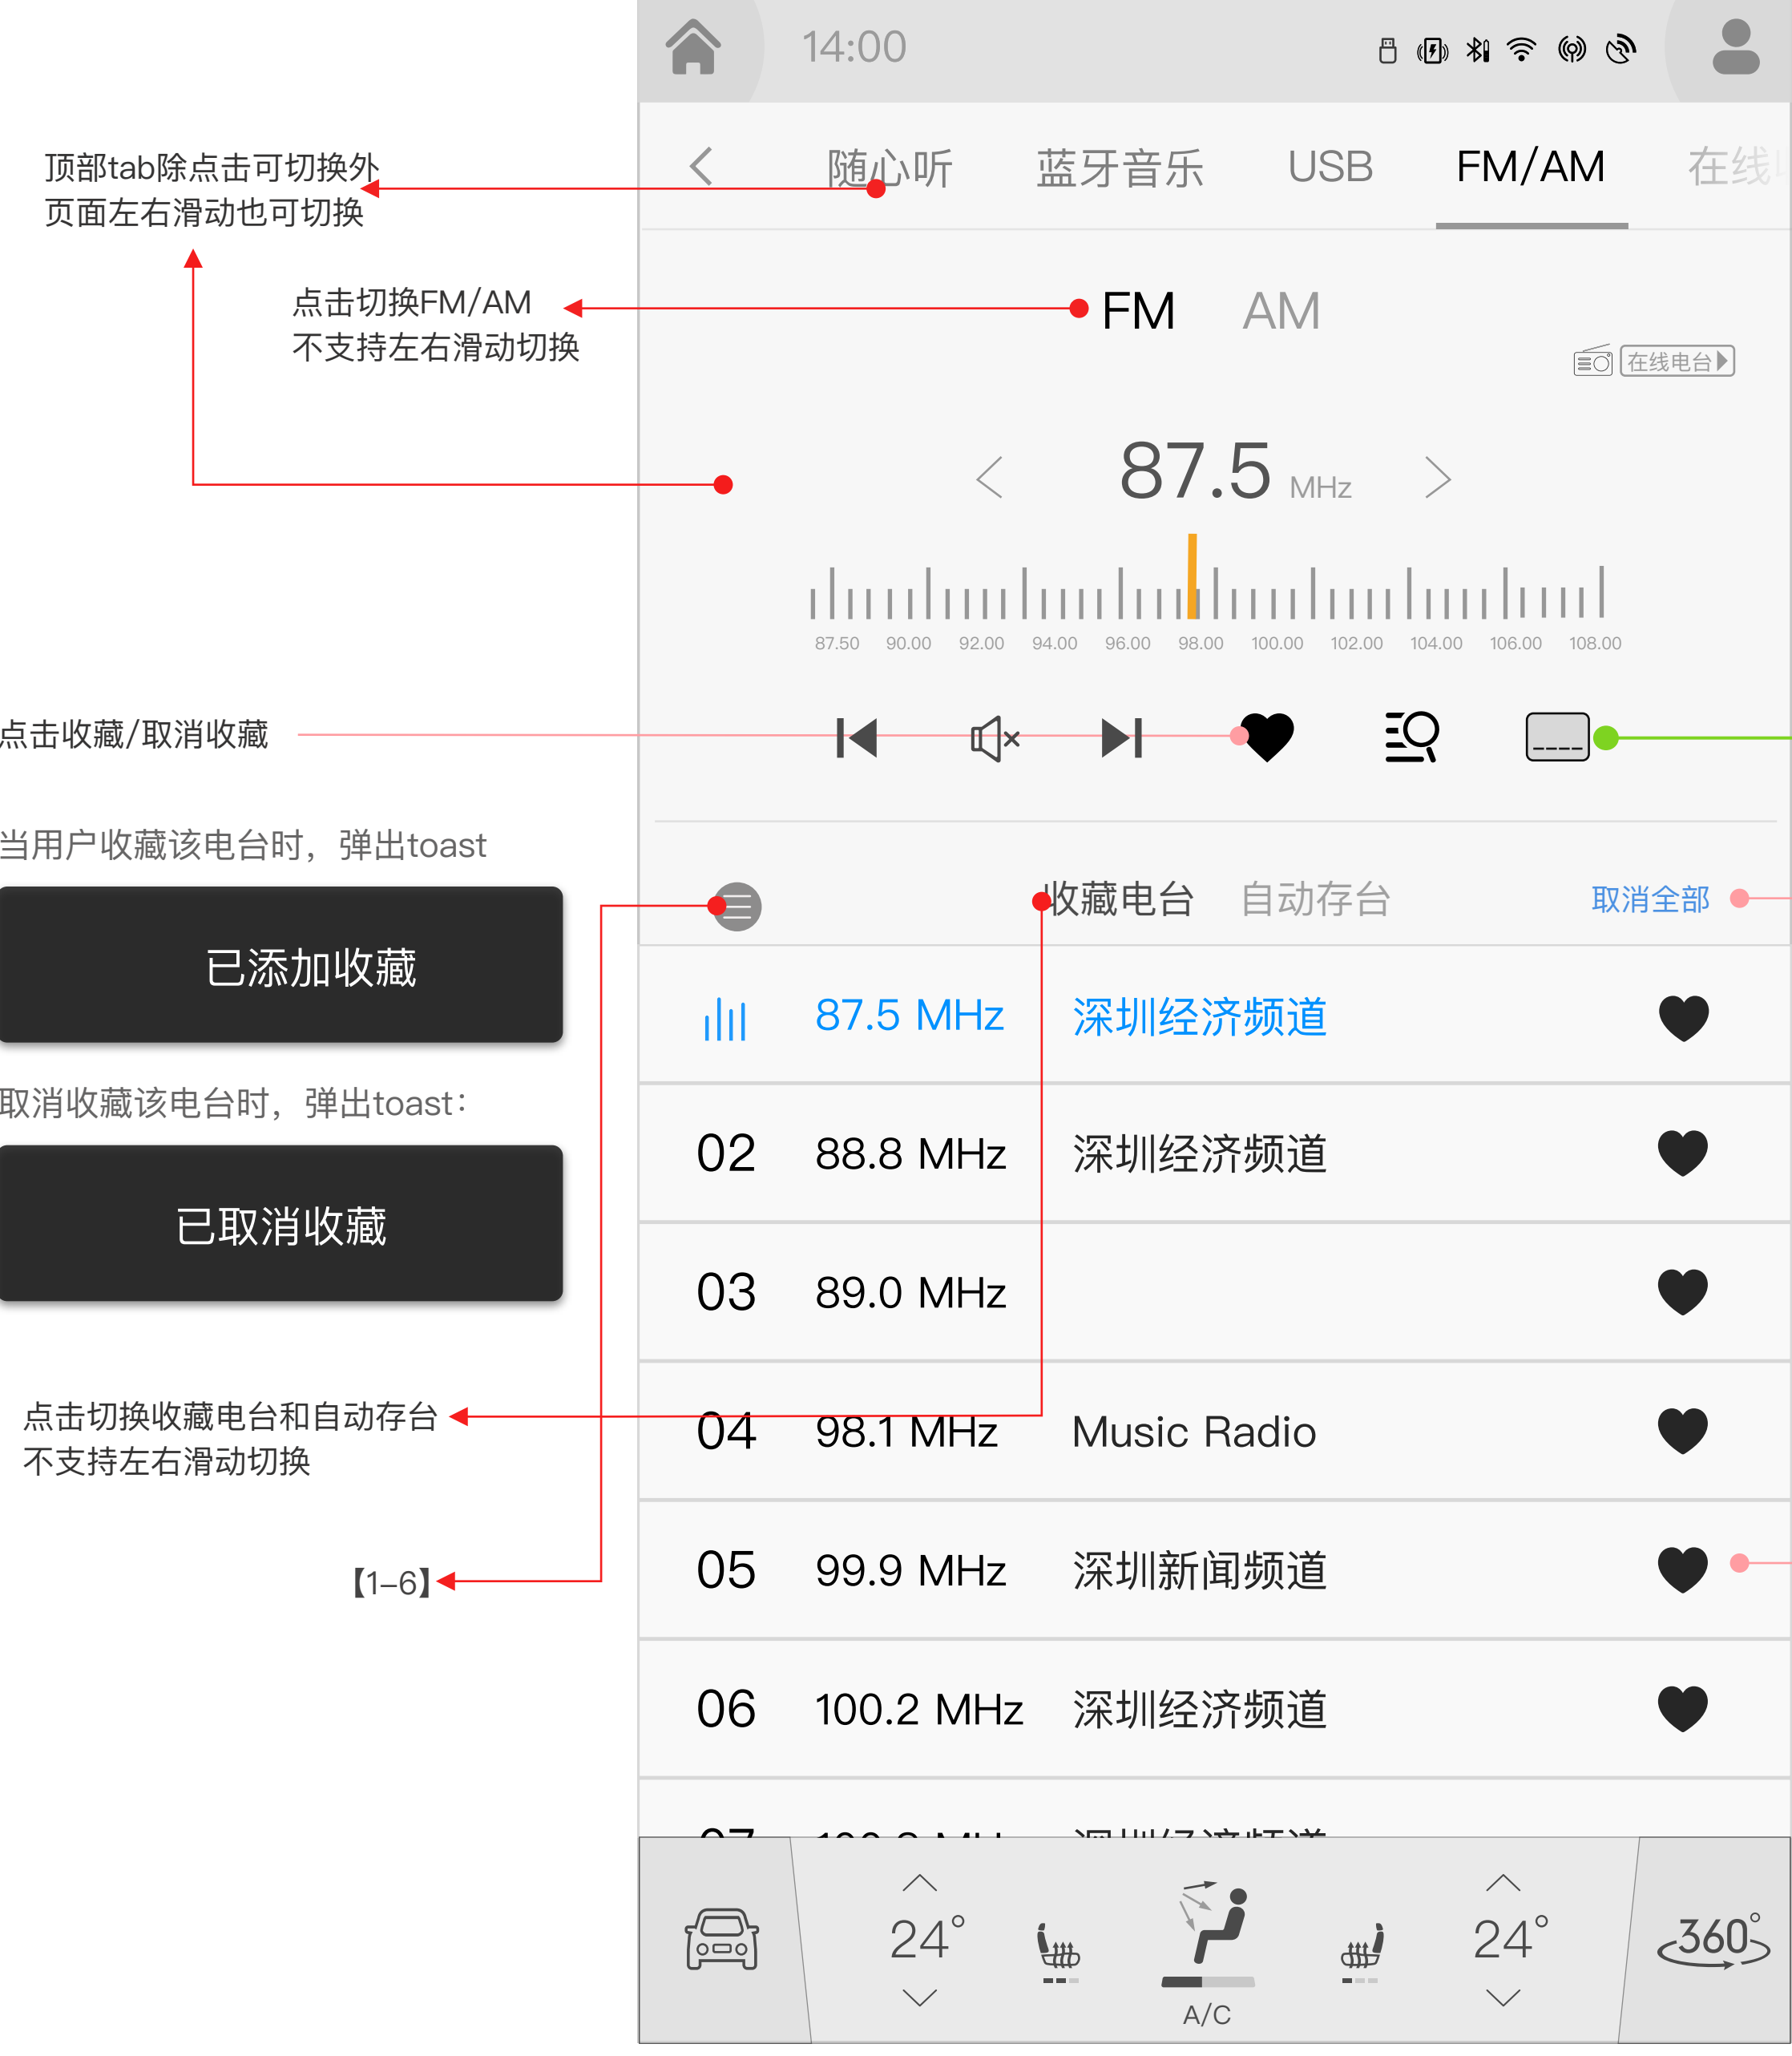 14:00
顶部tab除点击可切换外
页面左右滑动也可切换
随心听 蓝牙音乐 USB FM/AM 在线
点击切换FM/AM
不支持左右滑动切换
FM AM
在线电台
87.5 MHz
87.50 90.00 92.00 94.00 96.00 98.00 100.00 102.00 104.00 106.00 108.00
点击收藏/取消收藏
当用户收藏该电台时，弹出toast
已添加收藏
取消收藏该电台时，弹出toast：
已取消收藏
点击切换收藏电台和自动存台
不支持左右滑动切换
【1-6】
收藏电台 自动存台 取消全部
87.5 MHz 深圳经济频道
02 88.8 MHz 深圳经济频道
03 89.0 MHz
04 98.1 MHz Music Radio
05 99.9 MHz 深圳新闻频道
06 100.2 MHz 深圳经济频道
07 深圳经济频道
24° 24° 360°
A/C